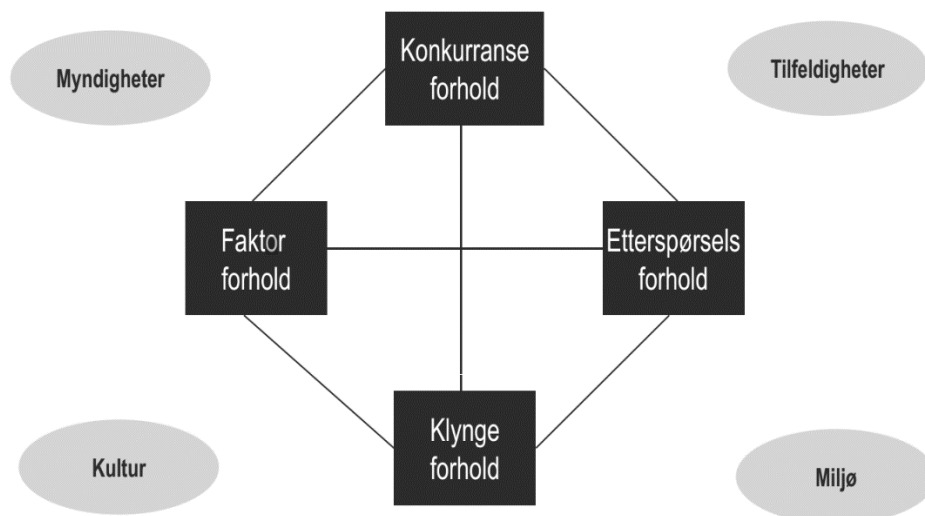 Konkurranse
forhold
Myndigheter
Tilfeldigheter
Faktor
forhold
Etterspørsels
forhold
Klynge
forhold
Kultur
Miljø